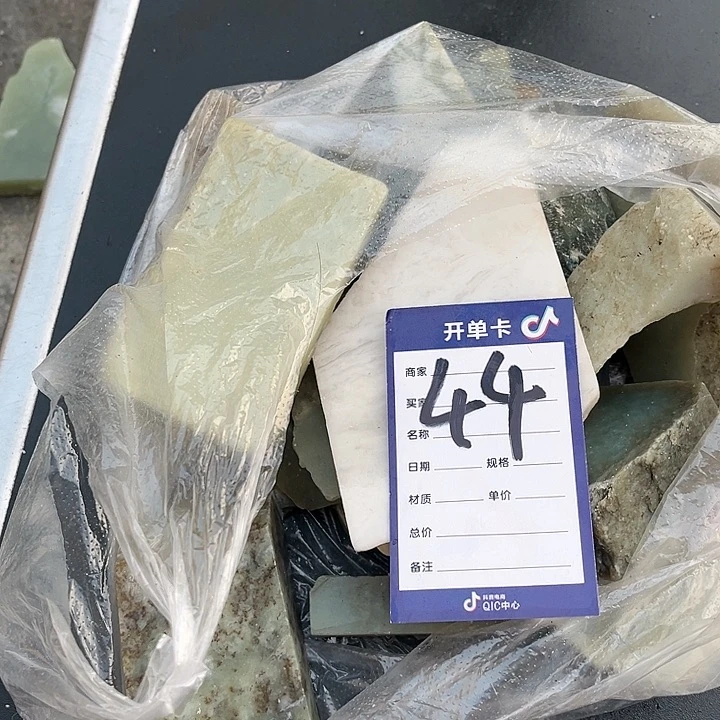 开单卡
商家
44
买家
名称
日期 规格
材质 单价
总价
备注
抖音电商
QIC中心